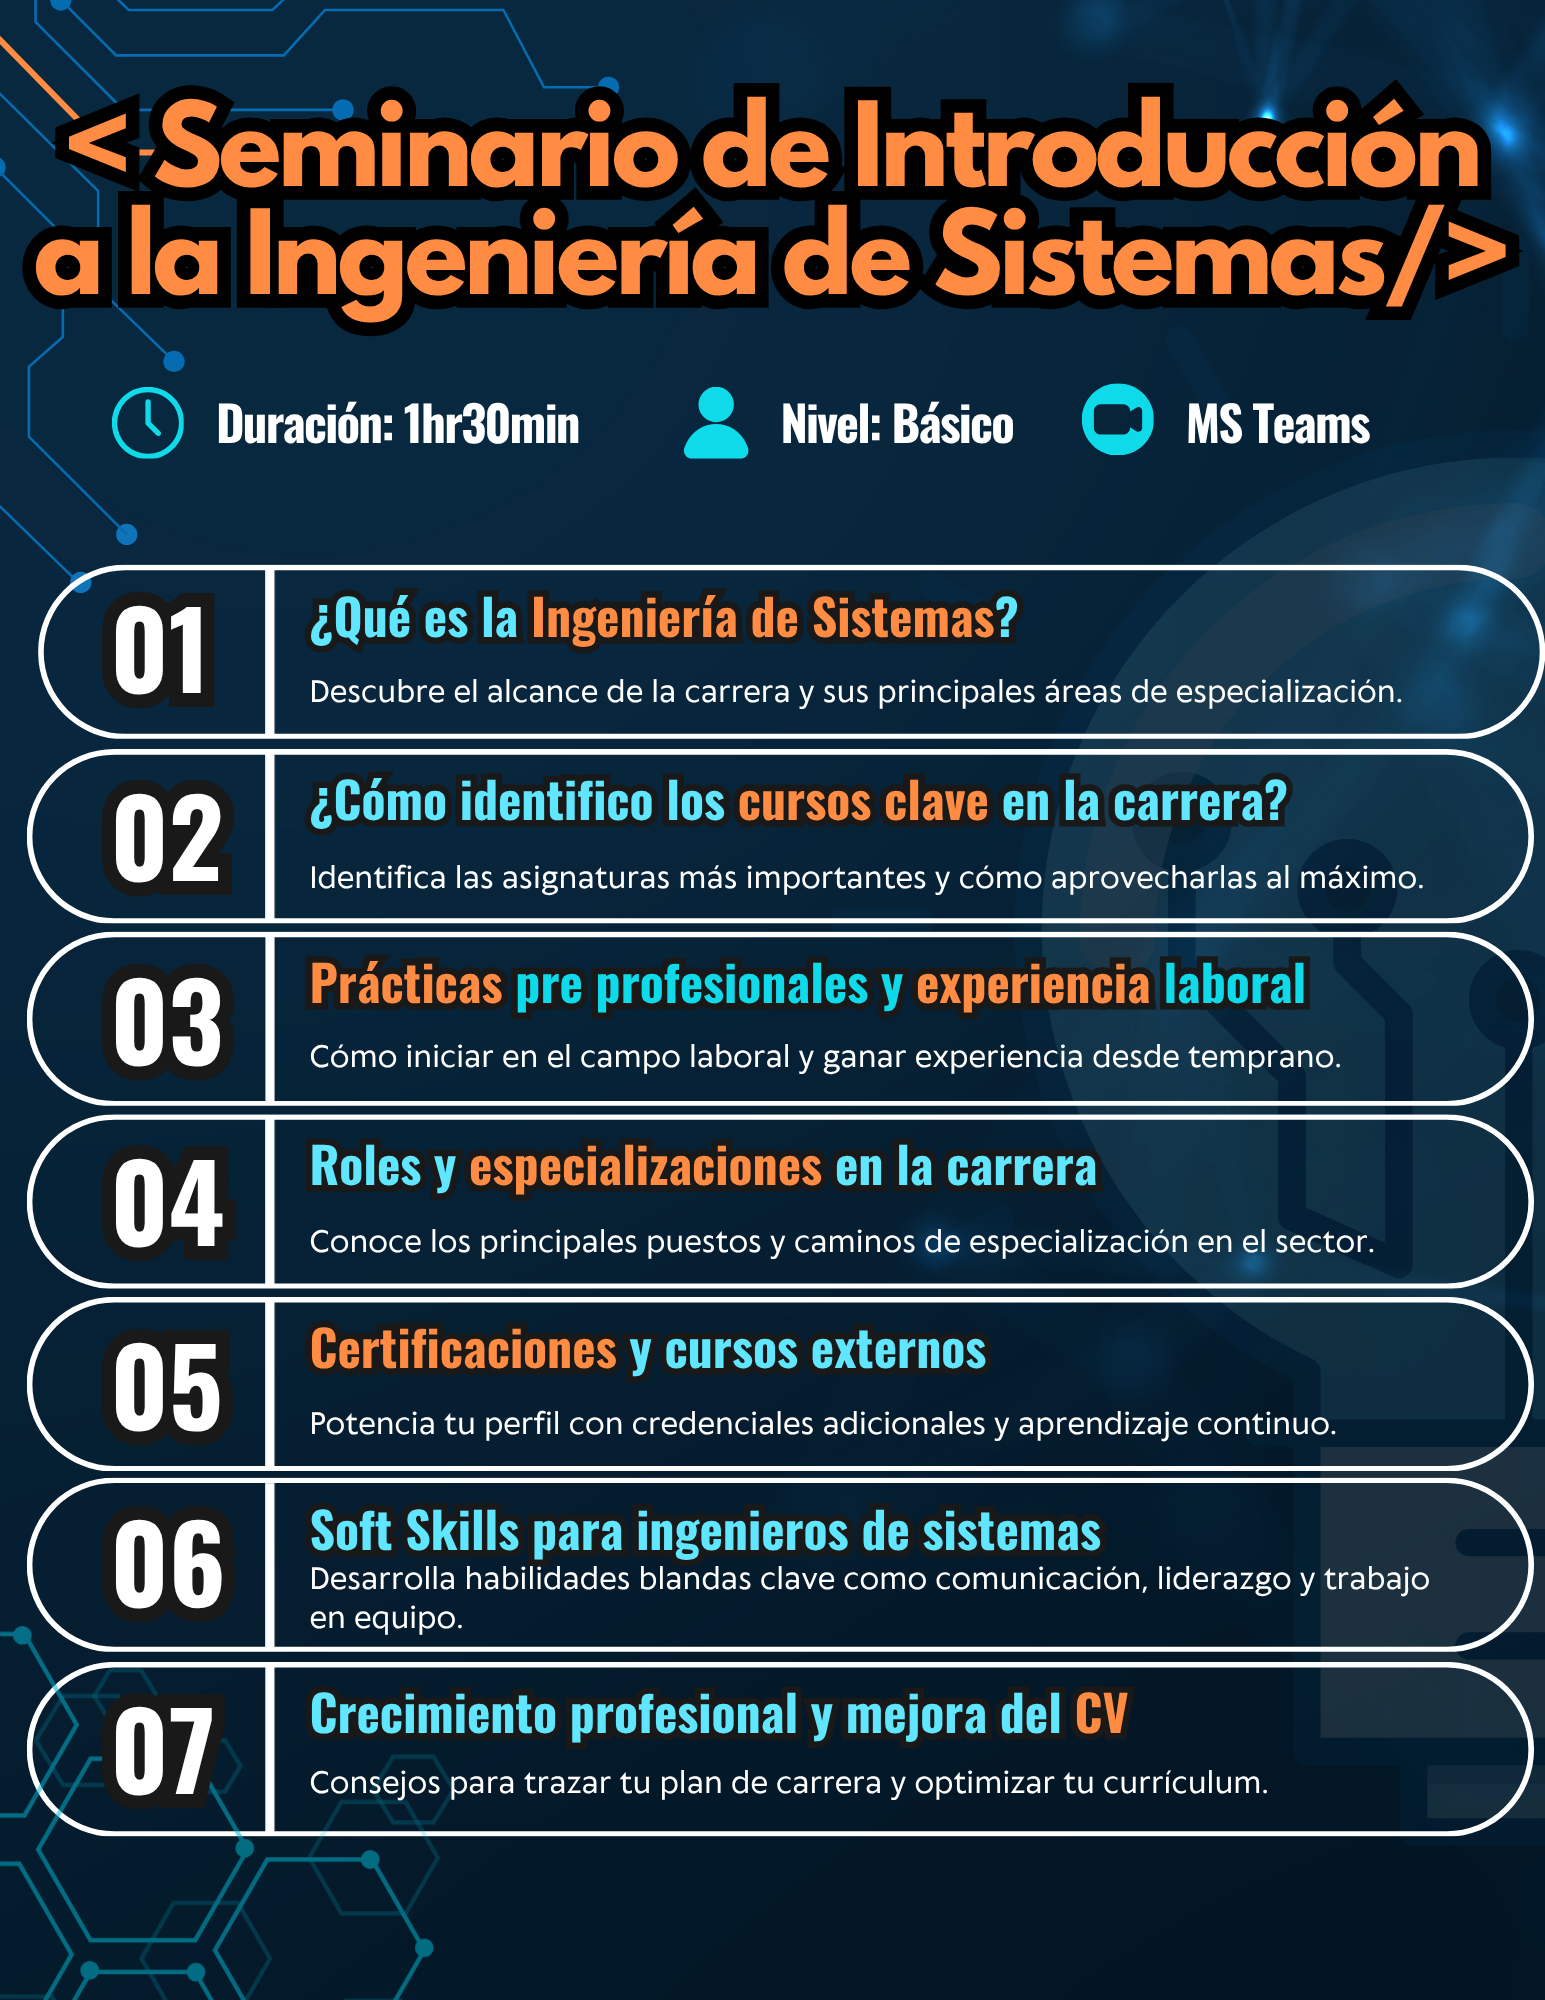 < Seminario de Introducción
a la Ingeniería de Sistemas/>
Duración: 1hr30min
Nivel: Básico
MS Teams
01
¿Qué es la Ingeniería de Sistemas?
Descubre el alcance de la carrera y sus principales áreas de especialización.
02
¿Cómo identifico los cursos clave en la carrera?
Identifica las asignaturas más importantes y cómo aprovecharlas al máximo.
03
Prácticas pre profesionales y experiencia laboral
Cómo iniciar en el campo laboral y ganar experiencia desde temprano.
04
Roles y especializaciones en la carrera
Conoce los principales puestos y caminos de especialización en el sector.
05
Certificaciones y cursos externos
Potencia tu perfil con credenciales adicionales y aprendizaje continuo.
06
Soft Skills para ingenieros de sistemas
Desarrolla habilidades blandas clave como comunicación, liderazgo y trabajo
en equipo.
07
Crecimiento profesional y mejora del CV
Consejos para trazar tu plan de carrera y optimizar tu currículum.